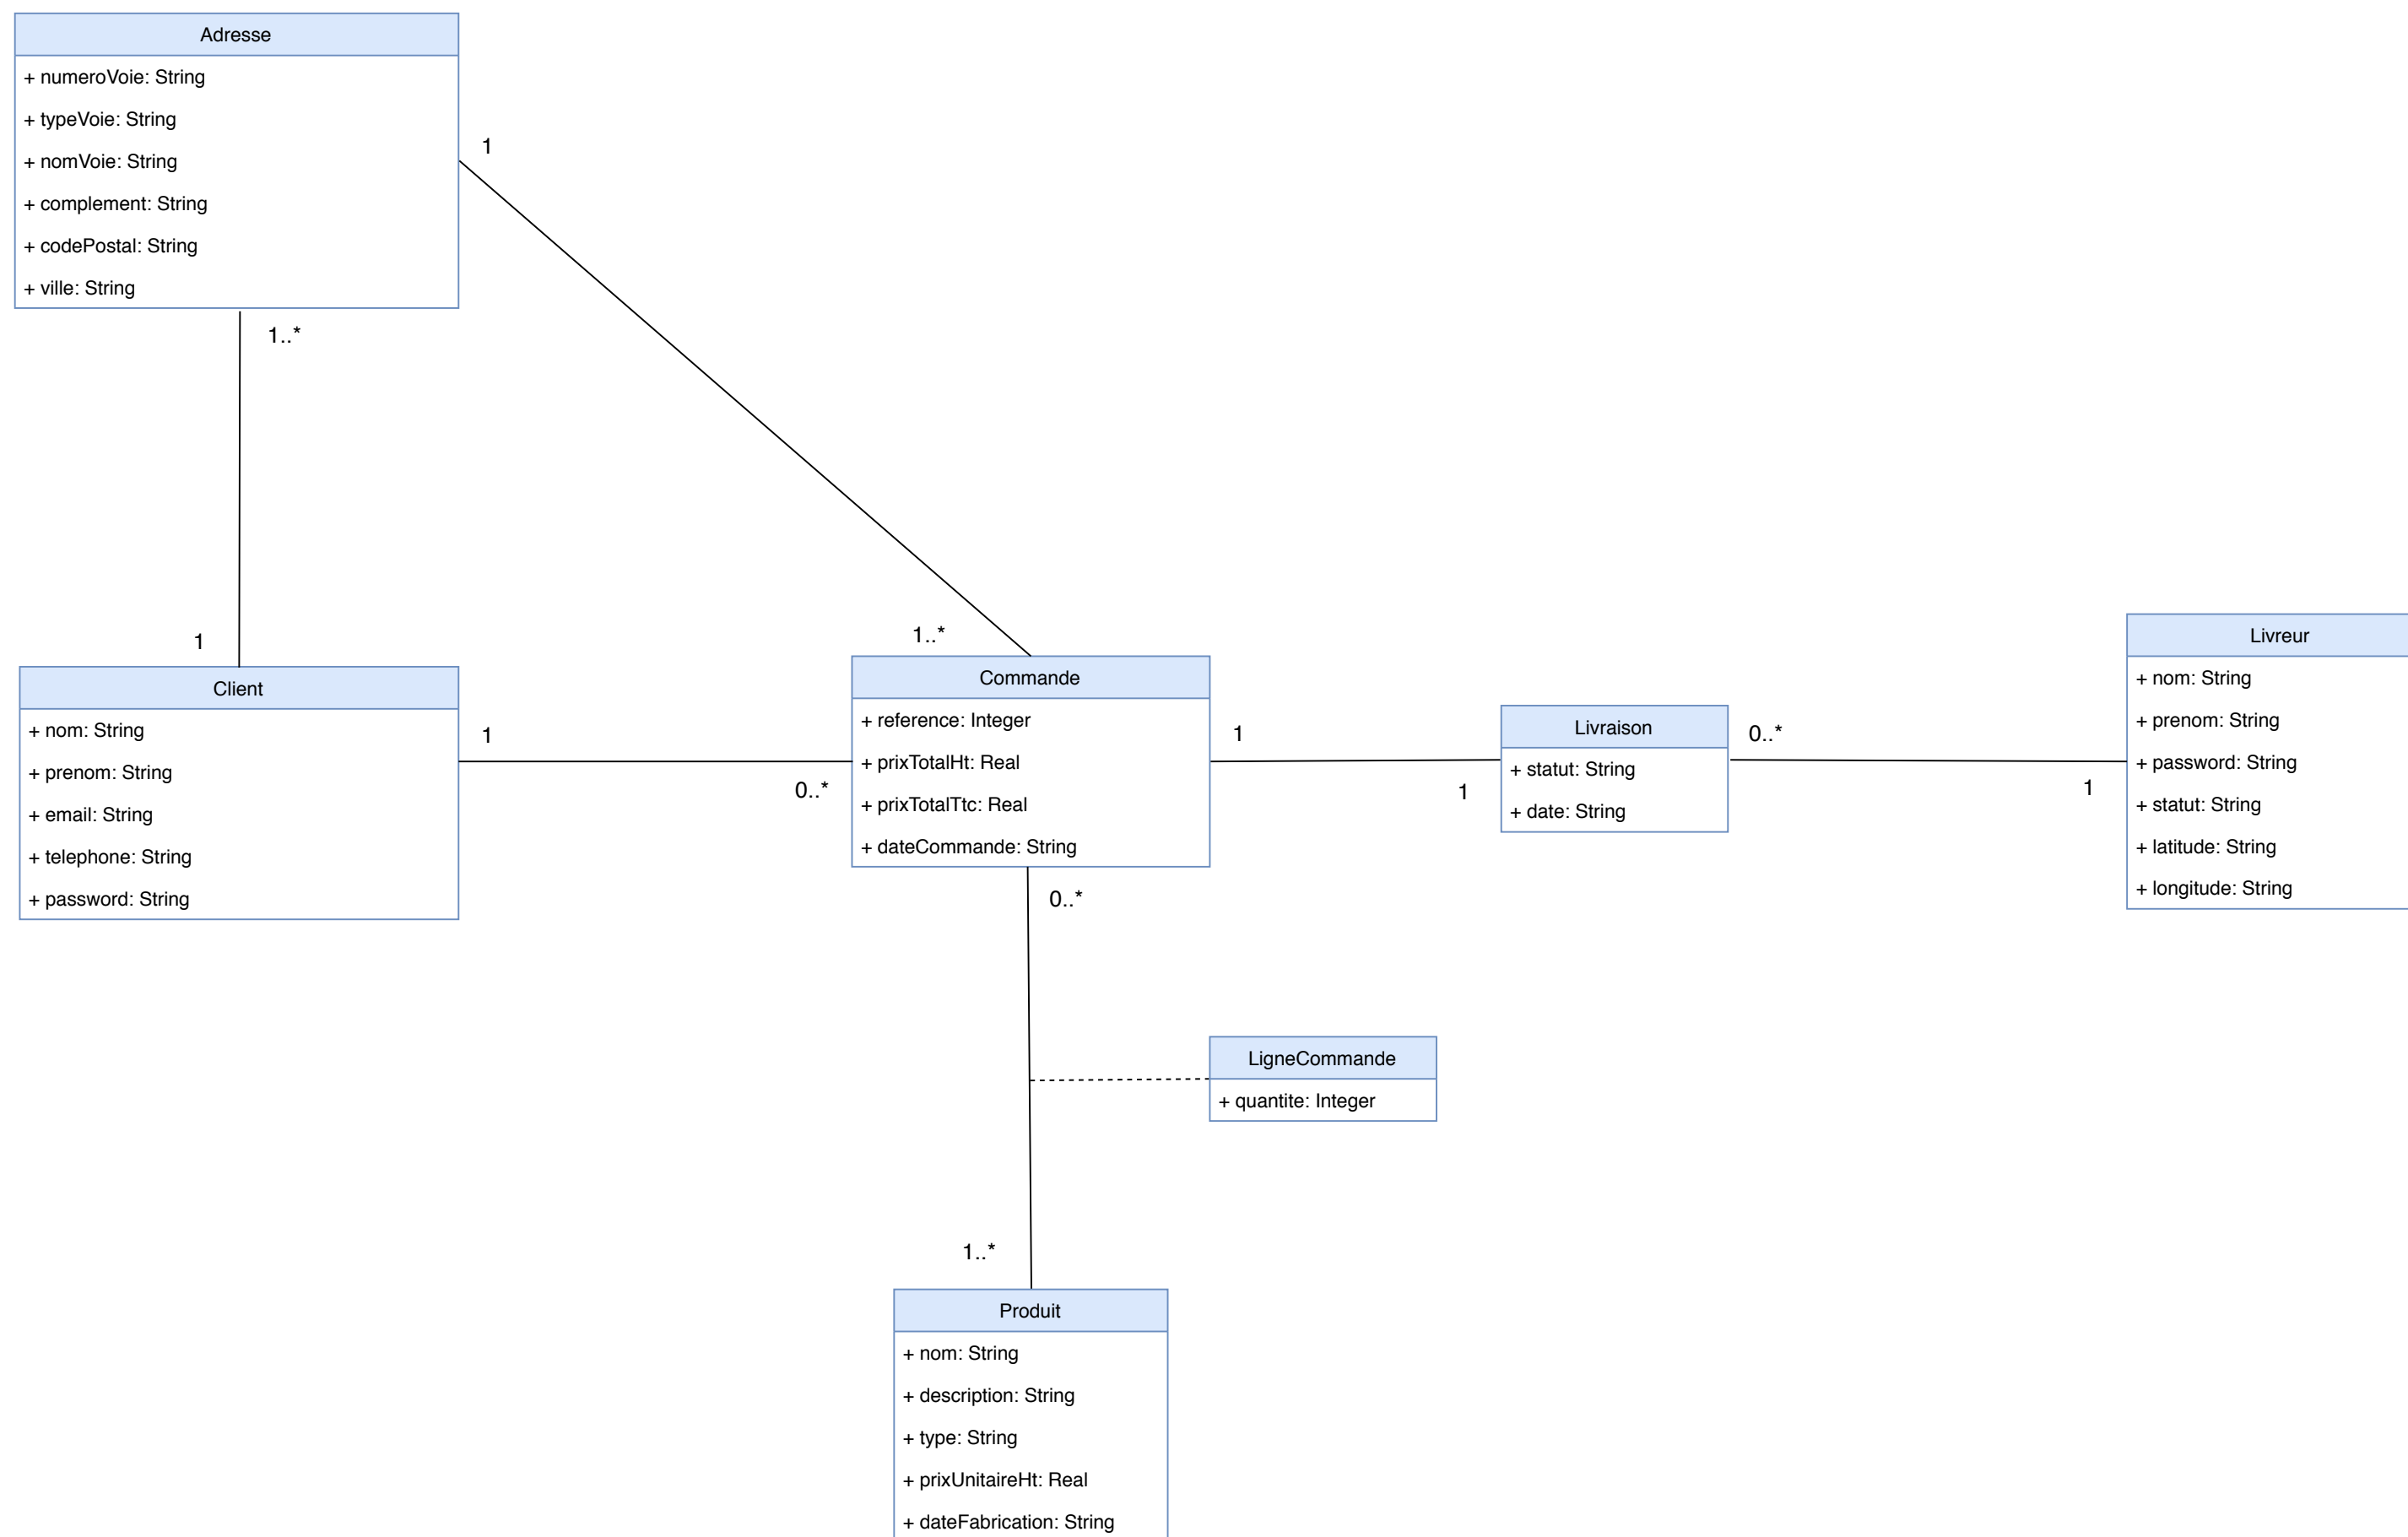 Adresse
+ numeroVoie: String
+ typeVoie: String
+ nomVoie: String
+ complement: String
+ codePostal: String
+ ville: String
1
1..*
1
1..*
Client
+ nom: String
+ prenom: String
+ email: String
+ telephone: String
+ password: String
1
0..*
Commande
+ reference: Integer
+ prixTotalHt: Real
+ prixTotalTtc: Real
+ dateCommande: String
1
1
Livraison
+ statut: String
+ date: String
0..*
1
Livreur
+ nom: String
+ prenom: String
+ password: String
+ statut: String
+ latitude: String
+ longitude: String
0..*
LigneCommande
+ quantite: Integer
1..*
Produit
+ nom: String
+ description: String
+ type: String
+ prixUnitaireHt: Real
+ dateFabrication: String